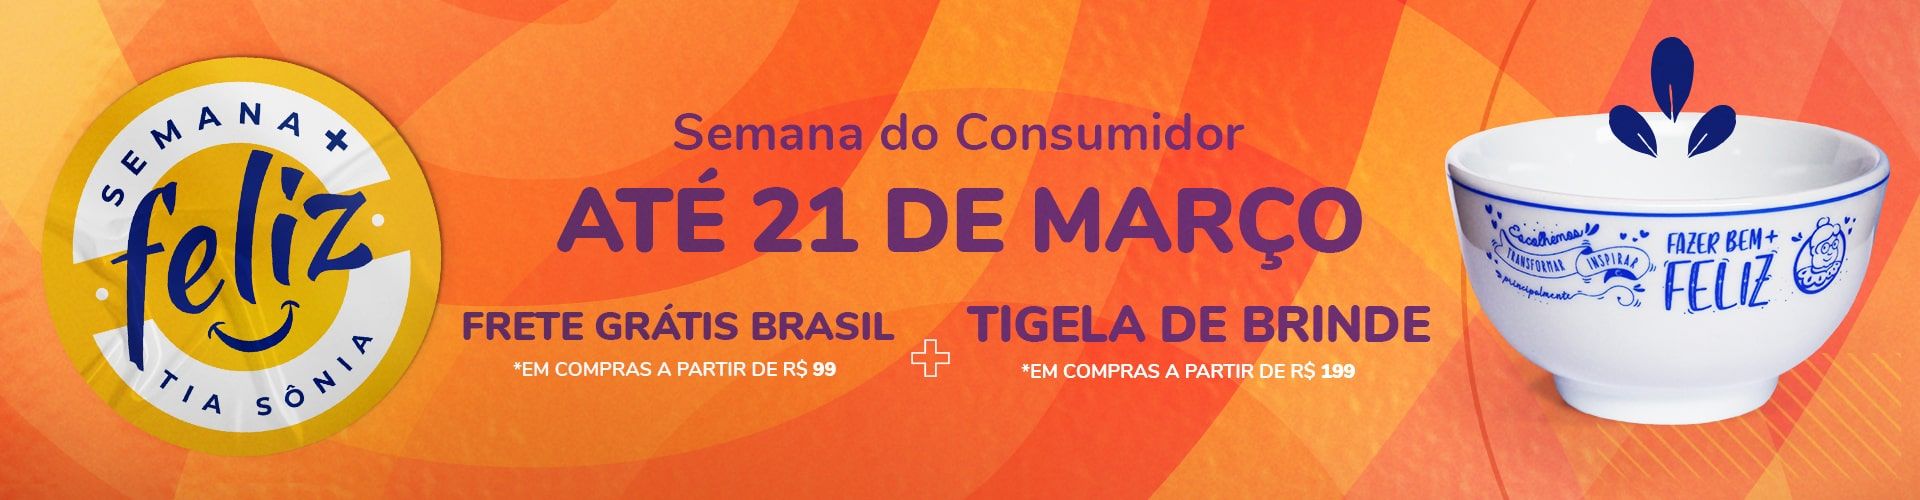 SEMANA +
feliz
TIA SÔNIA
Semana do Consumidor
ATÉ 21 DE MARÇO
FRETE GRÁTIS BRASIL
*EM COMPRAS A PARTIR DE R$ 99
TIGELA DE BRINDE
*EM COMPRAS A PARTIR DE R$ 199
Escolhemos
TRANSFORMAR INSPIRAR
principalmente
FAZER BEM +
FELIZ